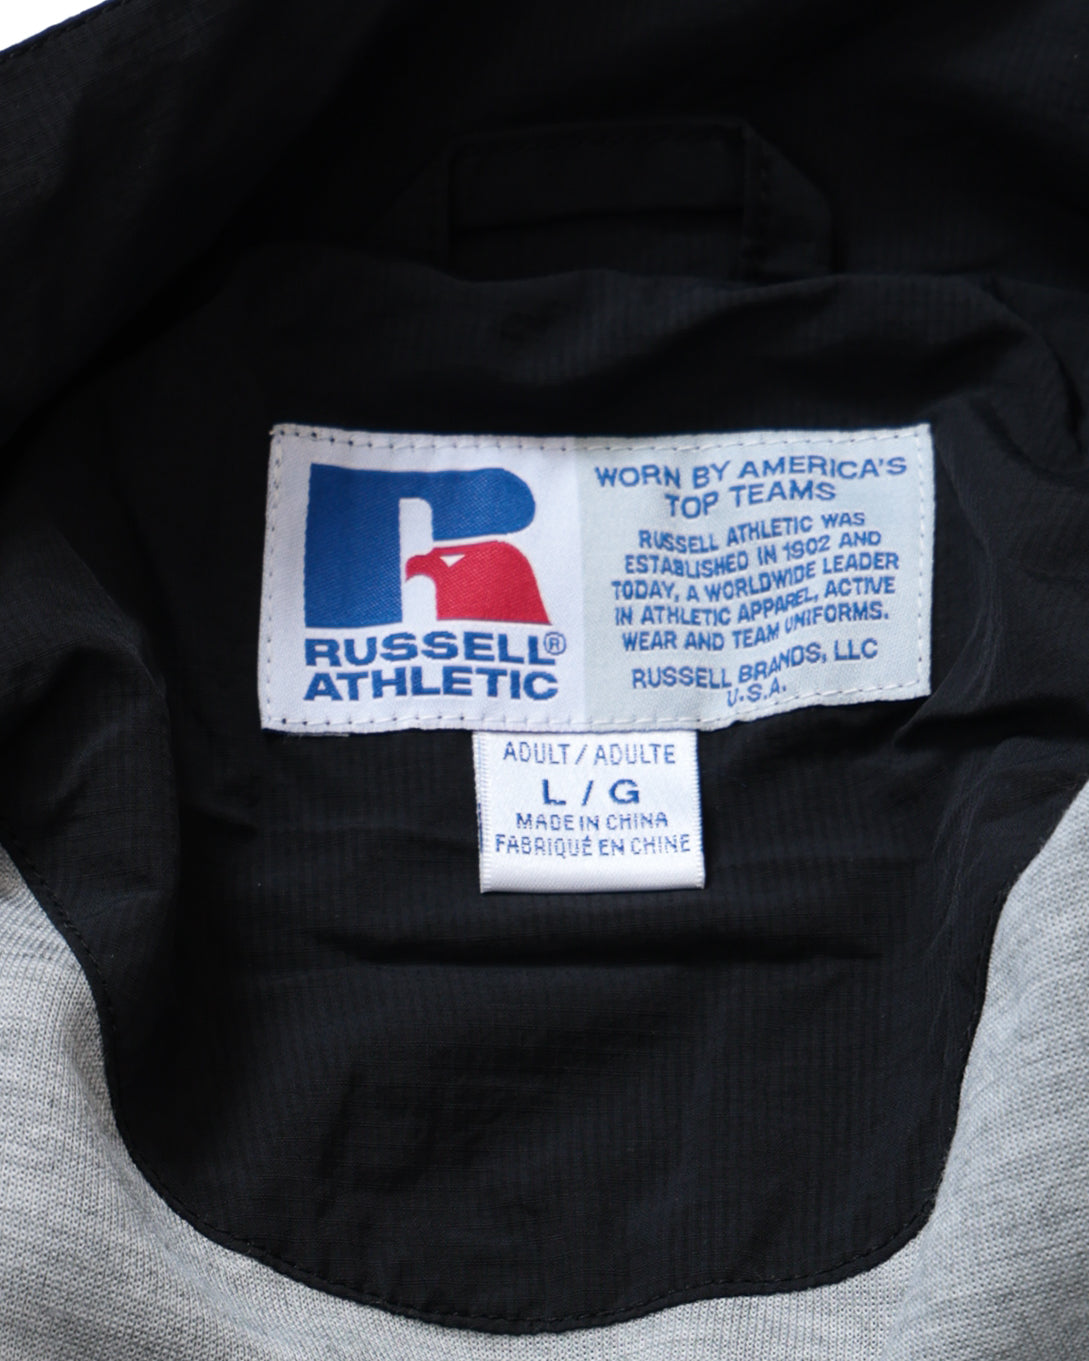 RUSSELL®
ATHLETIC
WORN BY AMERICA'S
TOP TEAMS
RUSSELL ATHLETIC WAS
ESTABLISHED IN 1902 AND
TODAY, A WORLDWIDE LEADER
IN ATHLETIC APPAREL, ACTIVE
WEAR AND TEAM UNIFORMS.
RUSSELL BRANDS, LLC
U.S.A.
ADULT / ADULTE
L / G
MADE IN CHINA
FABRIQUÉ EN CHINE